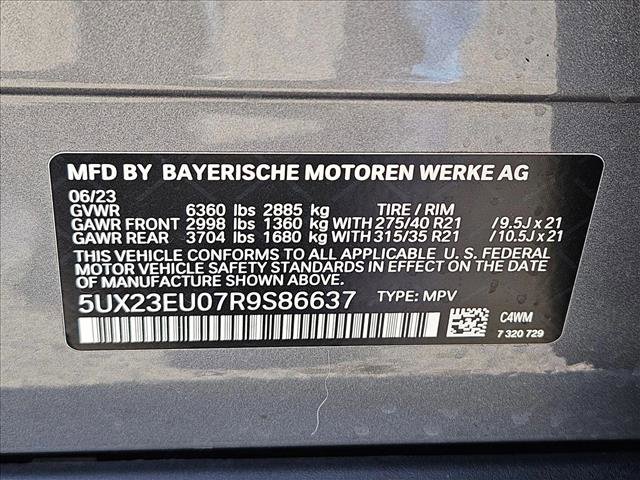 MFD BY BAYERISCHE MOTOREN WERKE AG
06/23
GVWR 6360 lbs 2885 kg TIRE / RIM
GAWR FRONT 2998 lbs 1360 kg WITH 275/40 R21 / 9.5J x 21
GAWR REAR 3704 lbs 1680 kg WITH 315/35 R21 / 10.5J x 21
THIS VEHICLE CONFORMS TO ALL APPLICABLE U. S. FEDERAL
MOTOR VEHICLE SAFETY STANDARDS IN EFFECT ON THE DATE OF
MANUFACTURE SHOWN ABOVE.
5UX23EU07R9S86637 TYPE: MPV
C4WM
7 320 729